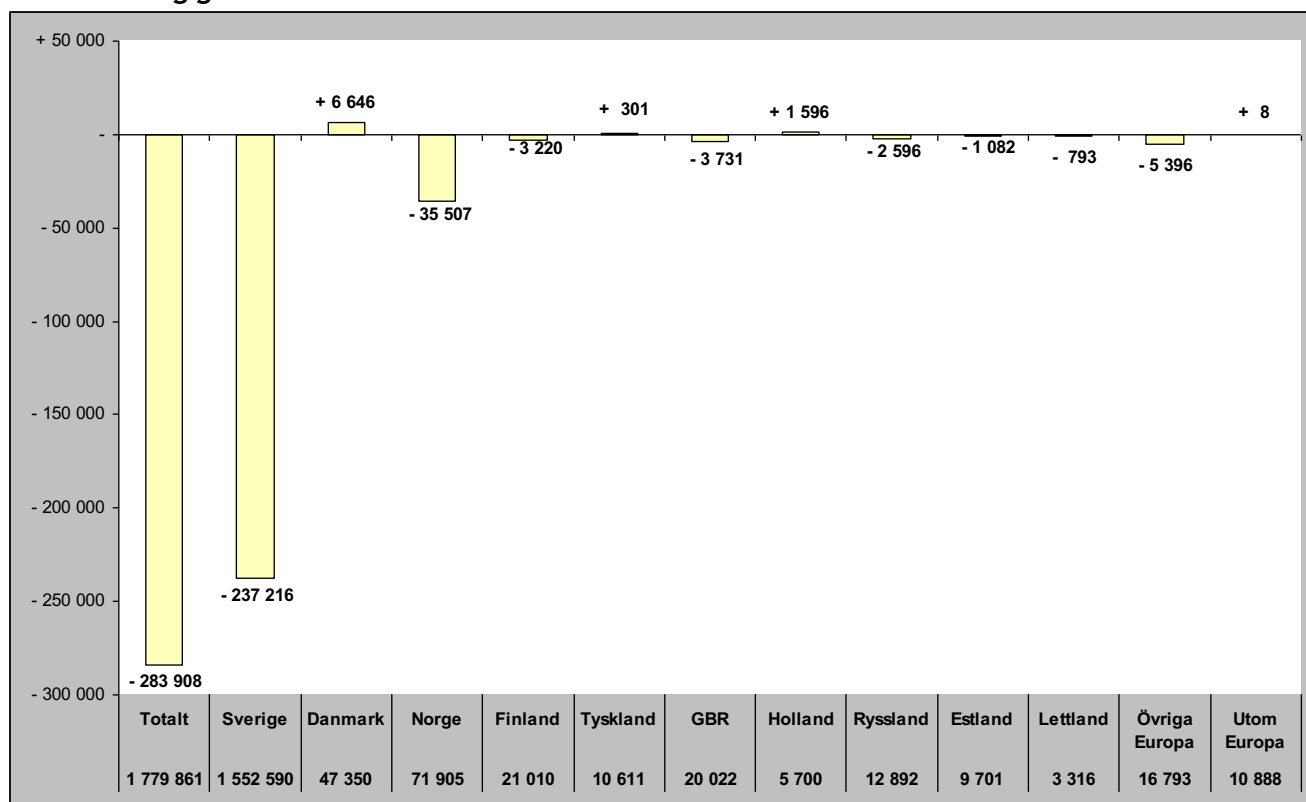 + 50 000
-
- 50 000
- 100 000
- 150 000
- 200 000
- 250 000
- 300 000
- 283 908
- 237 216
+ 6 646
- 35 507
- 3 220
+ 301
- 3 731
+ 1 596
- 2 596
- 1 082
- 793
- 5 396
+ 8
Totalt Sverige Danmark Norge Finland Tyskland GBR Holland Ryssland Estland Lettland Övriga Europa Utom Europa
1 779 861 1 552 590 47 350 71 905 21 010 10 611 20 022 5 700 12 892 9 701 3 316 16 793 10 888